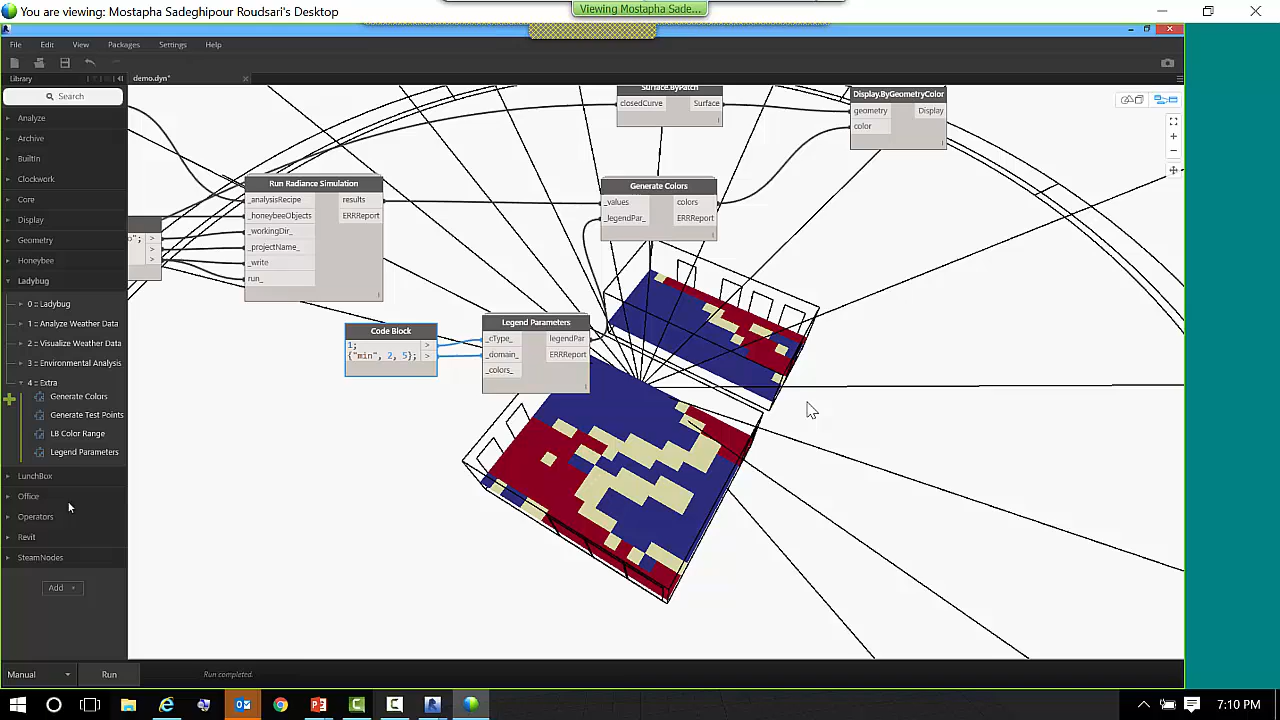 You are viewing: Mostapha Sadeghipour Roudsari's Desktop
Viewing Mostapha Sade...
File Edit View Packages Settings Help
Library
demo.dyn*
Search
Analyze
Archive
BuiltIn
Clockwork
Core
Display
Geometry
Honeybee
Ladybug
0 :: Ladybug
1 :: Analyze Weather Data
2 :: Visualize Weather Data
3 :: Environmental Analysis
4 :: Extra
Generate Colors
Generate Test Points
LB Color Range
Legend Parameters
LunchBox
Office
Operators
Revit
SteamNodes
Add
Surface.ByPatch
closedCurve Surface
Display.ByGeometryColor
geometry Display
color
Run Radiance Simulation
_analysisRecipe results
_honeybeeObjects ERRReport
_workingDir_
_projectName_
_write
run_
Generate Colors
_values colors
_legendPar_ ERRReport
Code Block
1; >
{"min", 2, 5}; >
Legend Parameters
_cType_ legendPar
_domain_ ERRReport
_colors_
Manual Run Run completed.
7:10 PM